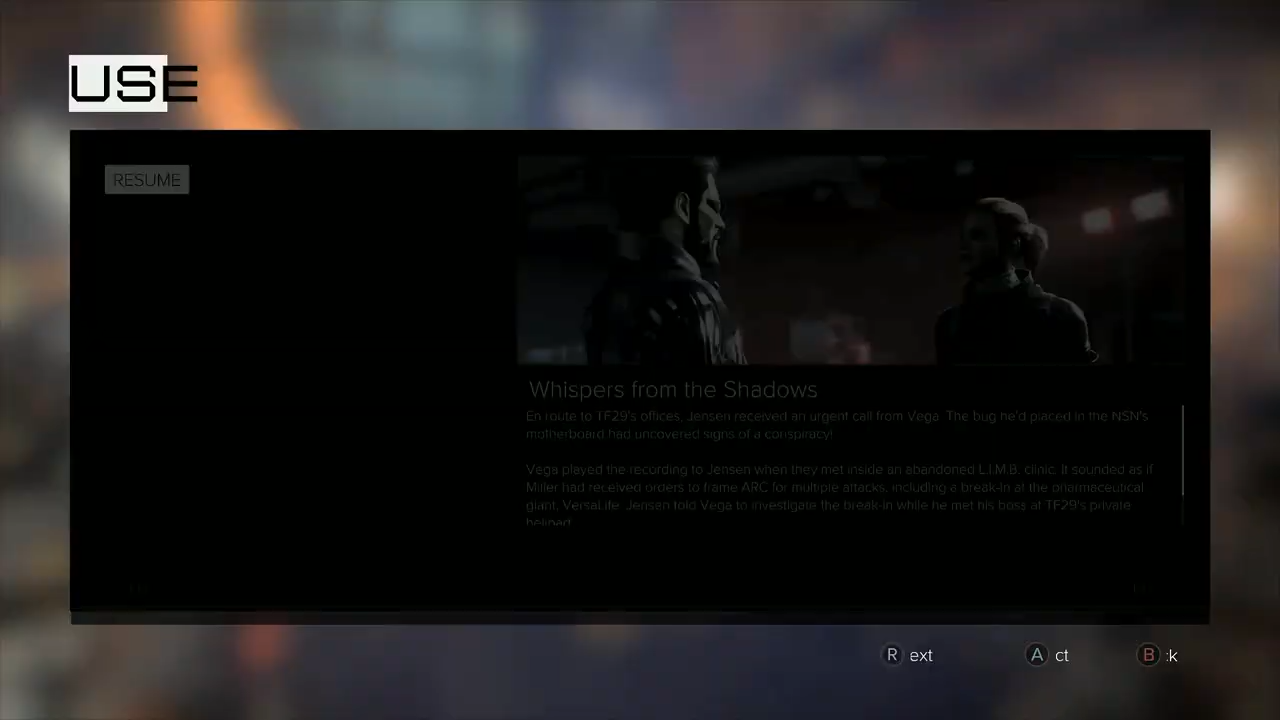 USE
RESUME
Whispers from the Shadows
En route to TF29's offices, Jensen received an urgent call from Vega. The bug he'd placed in the NSN's
motherboard had uncovered signs of a conspiracy!
Vega played the recording to Jensen when they met inside an abandoned L.I.M.B. clinic. It sounded as if
Miller had received orders to frame ARC for multiple attacks, including a break-in at the pharmaceutical
giant, VersaLife. Jensen told Vega to investigate the break-in while he met his boss at TF29's private
helipad.
R ext
A ct
B :k